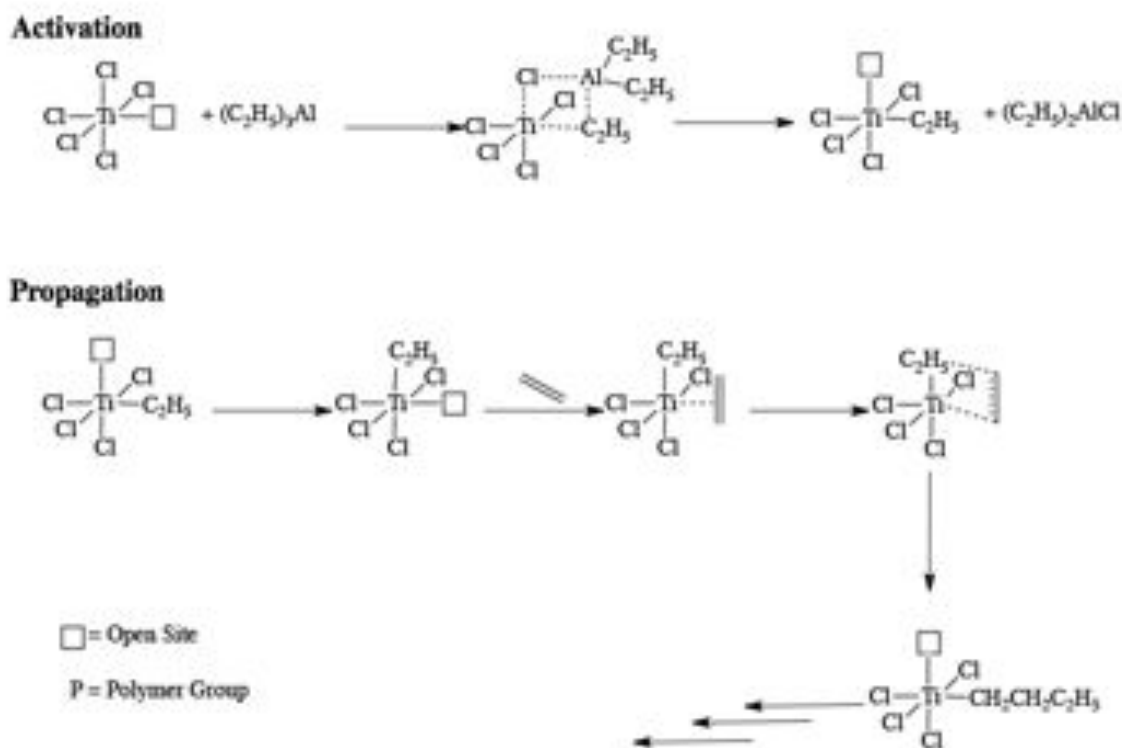 Activation
Cl Cl Cl Ti Cl Cl + (C₂H₅)₃Al
Cl Al C₂H₅ C₂H₅ Cl Cl Ti C₂H₅ Cl Cl
Cl Cl Ti C₂H₅ Cl Cl + (C₂H₅)₂AlCl
Propagation
Cl Cl Ti C₂H₅ Cl Cl
C₂H₅ Cl Cl Ti Cl Cl
C₂H₅ Cl Cl Ti Cl Cl
C₂H₅ Cl Cl Ti Cl Cl
= Open Site
P = Polymer Group
Cl Cl Ti CH₂CH₂C₂H₅ Cl Cl